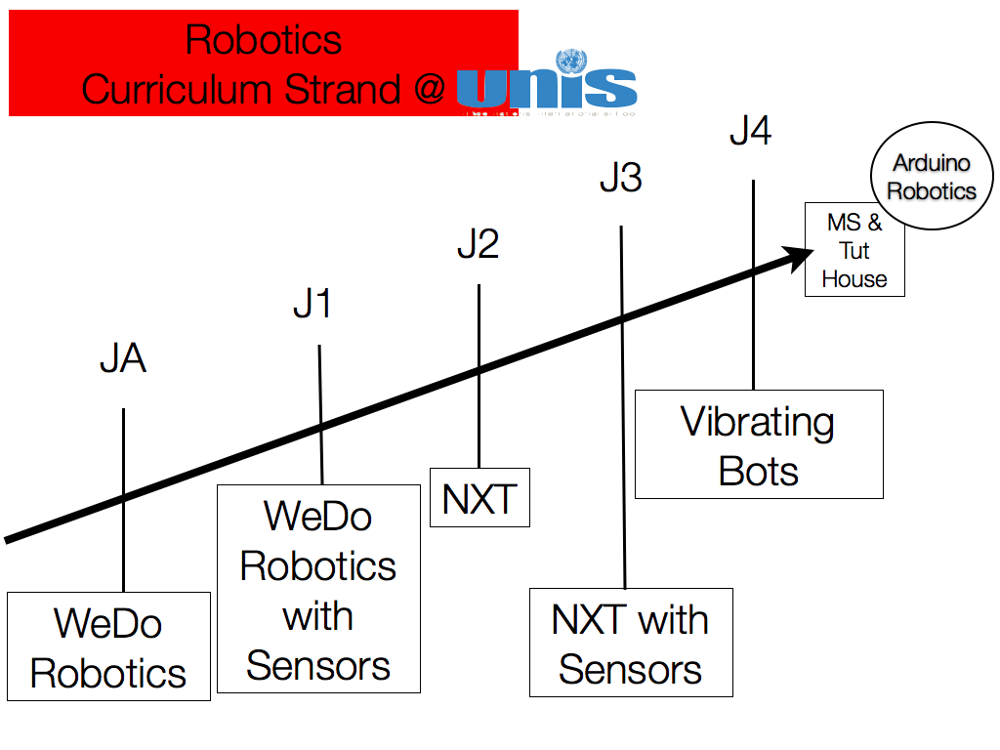 Robotics
Curriculum Strand @ unis
J4
Arduino
Robotics
J3
MS &
Tut
House
J2
J1
JA
Vibrating
Bots
NXT
WeDo
Robotics
with
Sensors
NXT with
Sensors
WeDo
Robotics